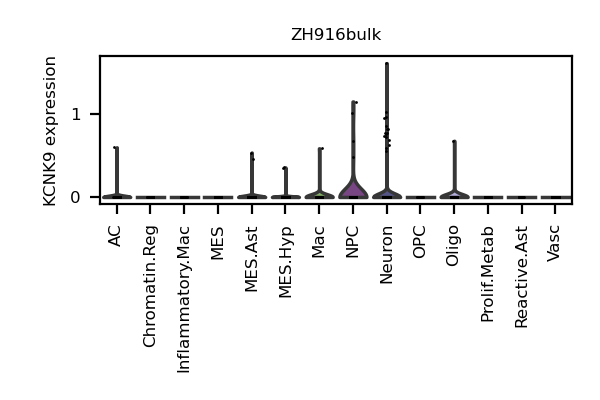 ZH916bulk
KCNK9 expression
1
0
AC
Chromatin.Reg
Inflammatory.Mac
MES
MES.Ast
MES.Hyp
Mac
NPC
Neuron
OPC
Oligo
Prolif.Metab
Reactive.Ast
Vasc